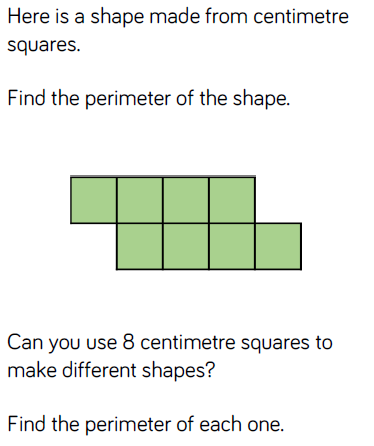 Here is a shape made from centimetre
squares.
Find the perimeter of the shape.
Can you use 8 centimetre squares to
make different shapes?
Find the perimeter of each one.